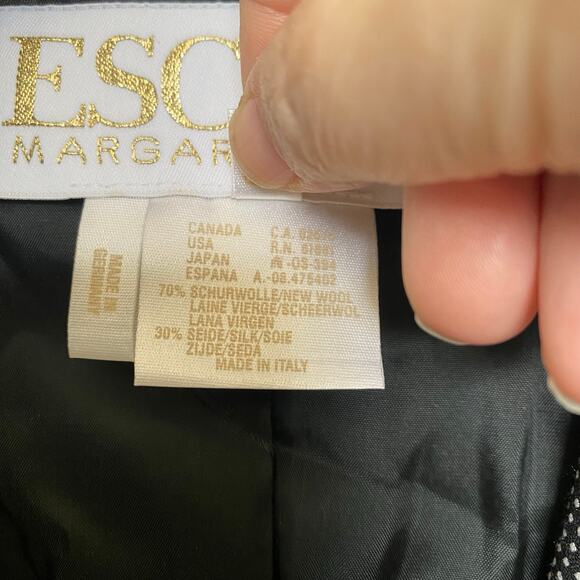 ESC
MARGAR
MADE IN
GERMANY
CANADA C.A.
USA R.N.
JAPAN
ESPANA A.-08.475402
70% SCHURWOLLE/NEW WOOL
LAINE VIERGE/SCHEERWOL
LANA VIRGEN
30% SEIDE/SILK/SOIE
ZIJDE/SEDA
MADE IN ITALY